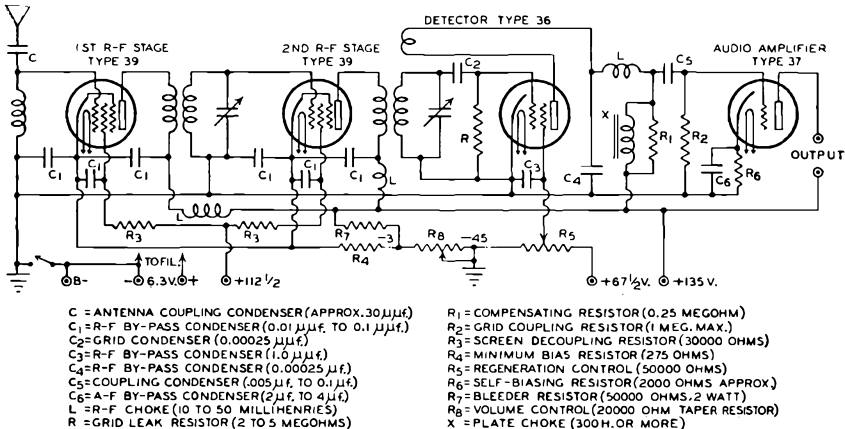 DETECTOR TYPE 36
1ST R-F STAGE
TYPE 39
2ND R-F STAGE
TYPE 39
AUDIO AMPLIFIER
TYPE 37
C
C2
L
C5
X
R
R1
R2
C1
C1
C1
C1
C1
C1
C3
L
C4
C6
R6
OUTPUT
L
R3
R3
R7
-3
R4
R8
-45
R5
TO FIL.
B-
- 6.3V. +
+112 1/2
+67 1/2 V.
+135 V.
C = ANTENNA COUPLING CONDENSER (APPROX. 30 μμf.)
C1 = R-F BY-PASS CONDENSER (0.01 μμf. TO 0.1 μμf.)
C2 = GRID CONDENSER (0.00025 μμf.)
C3 = R-F BY-PASS CONDENSER (1.0 μμf.)
C4 = R-F BY-PASS CONDENSER (0.00025 μμf.)
C5 = COUPLING CONDENSER (.005 μf. TO 0.1 μf.)
C6 = A-F BY-PASS CONDENSER (2 μf. TO 4 μf.)
L = R-F CHOKE (10 TO 50 MILLIHENRIES)
R = GRID LEAK RESISTOR (2 TO 5 MEGOHMS)
R1 = COMPENSATING RESISTOR (0.25 MEGOHM)
R2 = GRID COUPLING RESISTOR (1 MEG. MAX.)
R3 = SCREEN DECOUPLING RESISTOR (30000 OHMS)
R4 = MINIMUM BIAS RESISTOR (275 OHMS)
R5 = REGENERATION CONTROL (50000 OHMS)
R6 = SELF-BIASING RESISTOR (2000 OHMS APPROX.)
R7 = BLEEDER RESISTOR (50000 OHMS, 2 WATT)
R8 = VOLUME CONTROL (20000 OHM TAPER RESISTOR)
X = PLATE CHOKE (300 H. OR MORE)